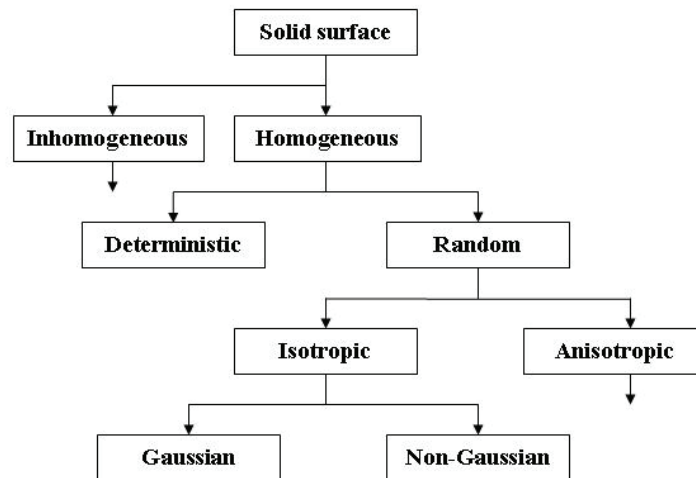 Solid surface
Inhomogeneous
Homogeneous
Deterministic
Random
Isotropic
Anisotropic
Gaussian
Non-Gaussian